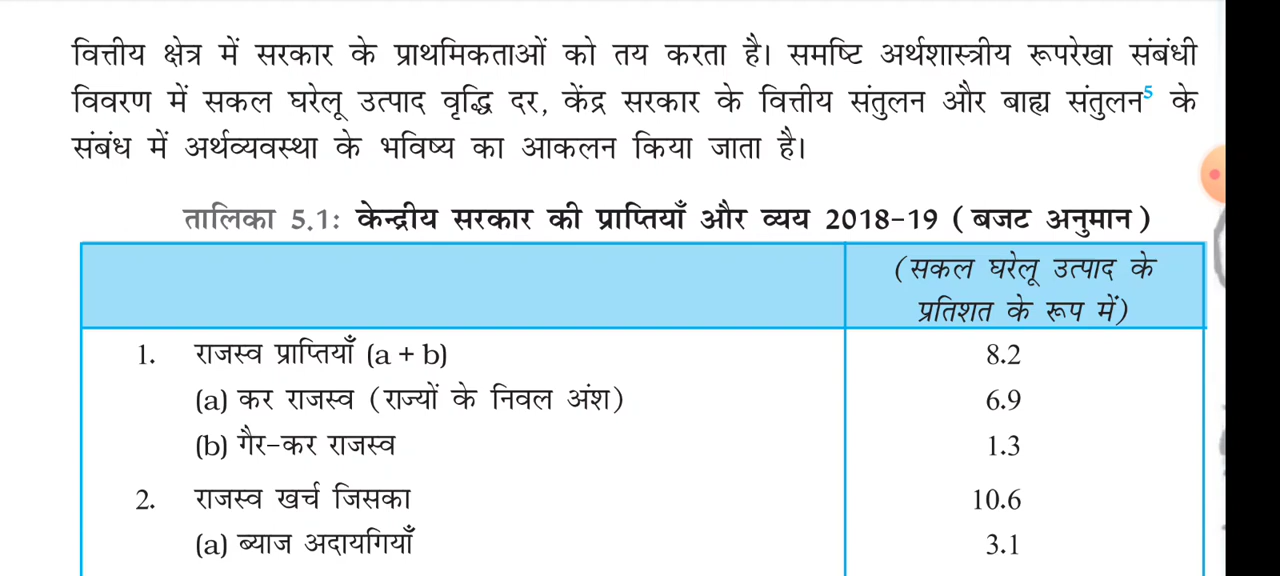 वित्तीय क्षेत्र में सरकार के प्राथमिकताओं को तय करता है। समष्टि अर्थशास्त्रीय रूपरेखा संबंधी
विवरण में सकल घरेलू उत्पाद वृद्धि दर, केंद्र सरकार के वित्तीय संतुलन और बाह्य संतुलन⁵ के
संबंध में अर्थव्यवस्था के भविष्य का आकलन किया जाता है।
तालिका 5.1: केन्द्रीय सरकार की प्राप्तियाँ और व्यय 2018-19 (बजट अनुमान)
(सकल घरेलू उत्पाद के
प्रतिशत के रूप में)
1. राजस्व प्राप्तियाँ (a + b) 8.2
(a) कर राजस्व (राज्यों के निवल अंश) 6.9
(b) गैर-कर राजस्व 1.3
2. राजस्व खर्च जिसका 10.6
(a) ब्याज अदायगियाँ 3.1